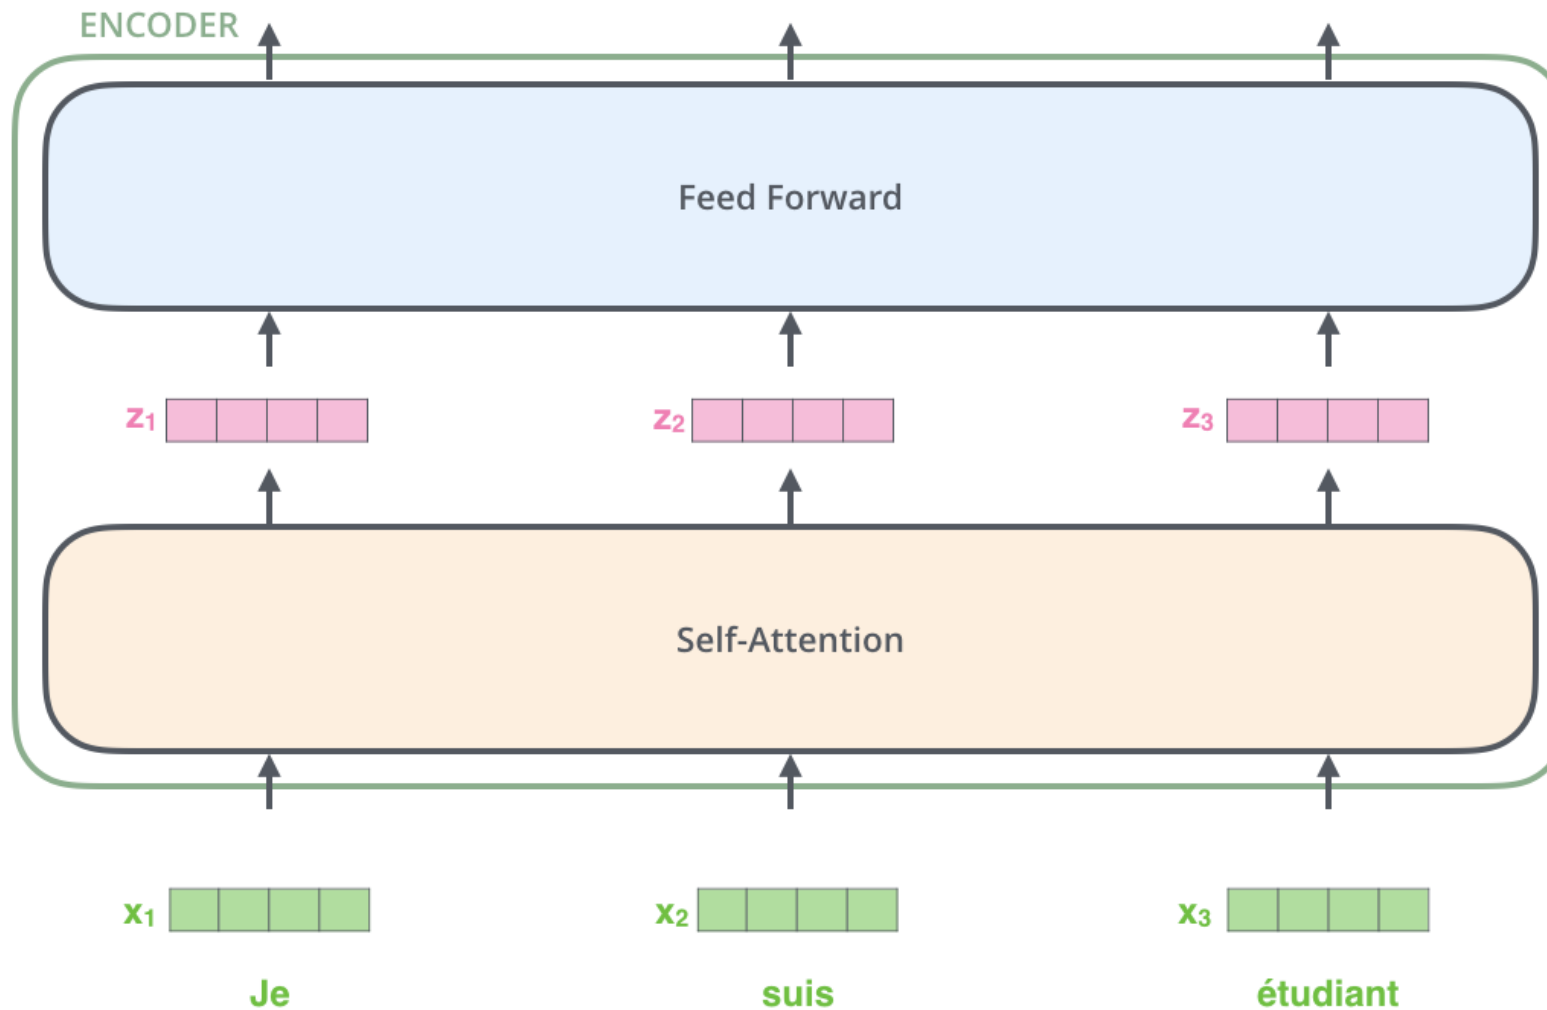 ENCODER
Feed Forward
z₁ z₂ z₃
Self-Attention
x₁ x₂ x₃
Je suis étudiant